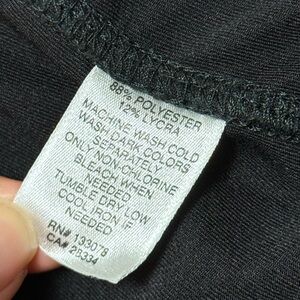 88% POLYESTER
12% LYCRA
MACHINE WASH COLD
WASH DARK COLORS
SEPARATELY
ONLY NON-CHLORINE
BLEACH WHEN
NEEDED
TUMBLE DRY LOW
COOL IRON IF
NEEDED
RN# 133078
CA# 28334